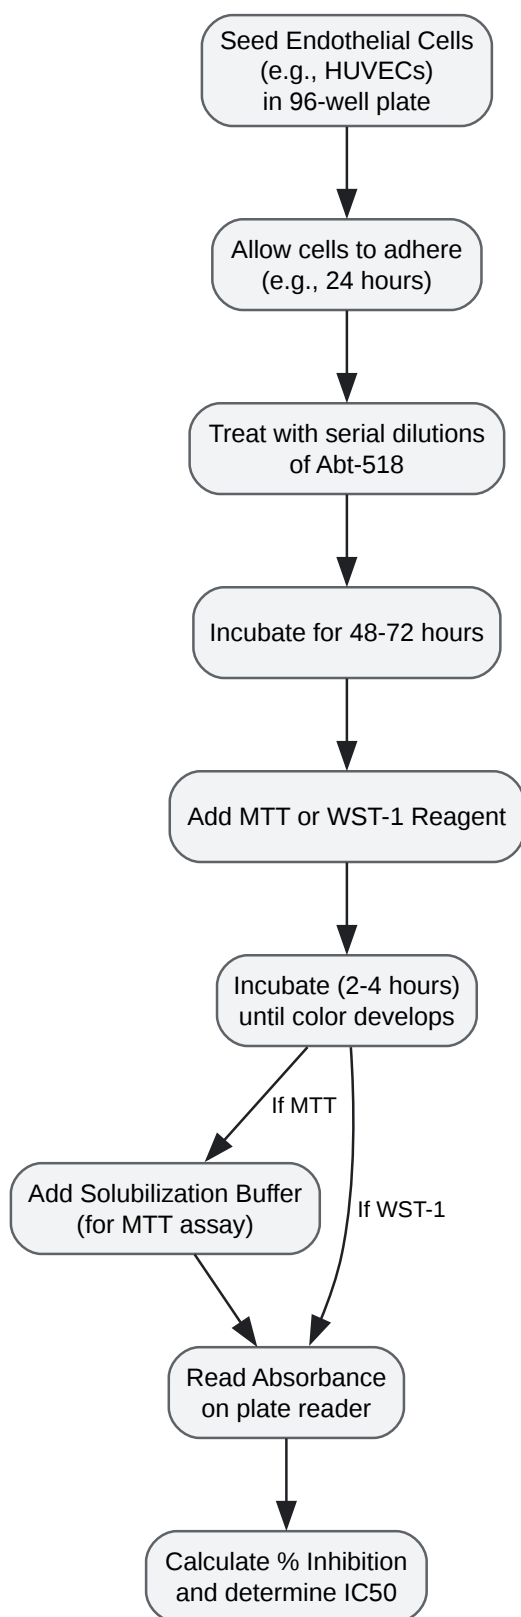 Seed Endothelial Cells
(e.g., HUVECs)
in 96-well plate
Allow cells to adhere
(e.g., 24 hours)
Treat with serial dilutions
of Abt-518
Incubate for 48-72 hours
Add MTT or WST-1 Reagent
Incubate (2-4 hours)
until color develops
If MTT
Add Solubilization Buffer
(for MTT assay)
If WST-1
Read Absorbance
on plate reader
Calculate % Inhibition
and determine IC50